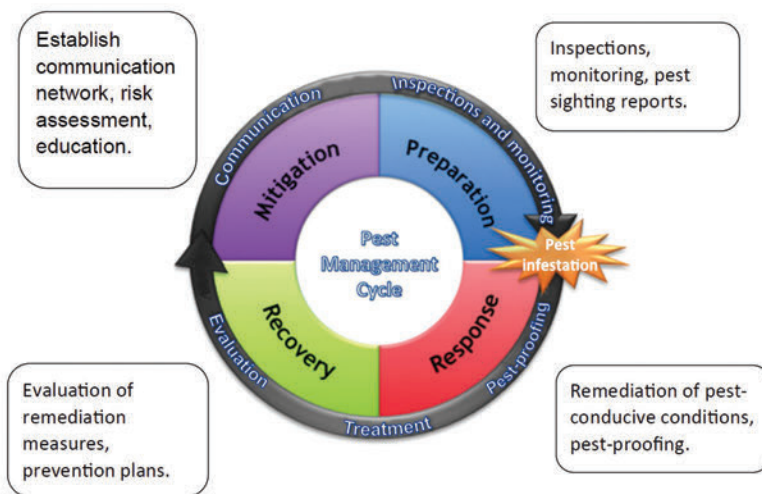 Establish
communication
network, risk
assessment,
education.
Inspections,
monitoring, pest
sighting reports.
Communication
Inspections and monitoring
Mitigation
Preparation
Pest
Management
Cycle
Pest
infestation
Recovery
Response
Evaluation
Treatment
Pest-proofing
Evaluation of
remediation
measures,
prevention plans.
Remediation of pest-
conducive conditions,
pest-proofing.